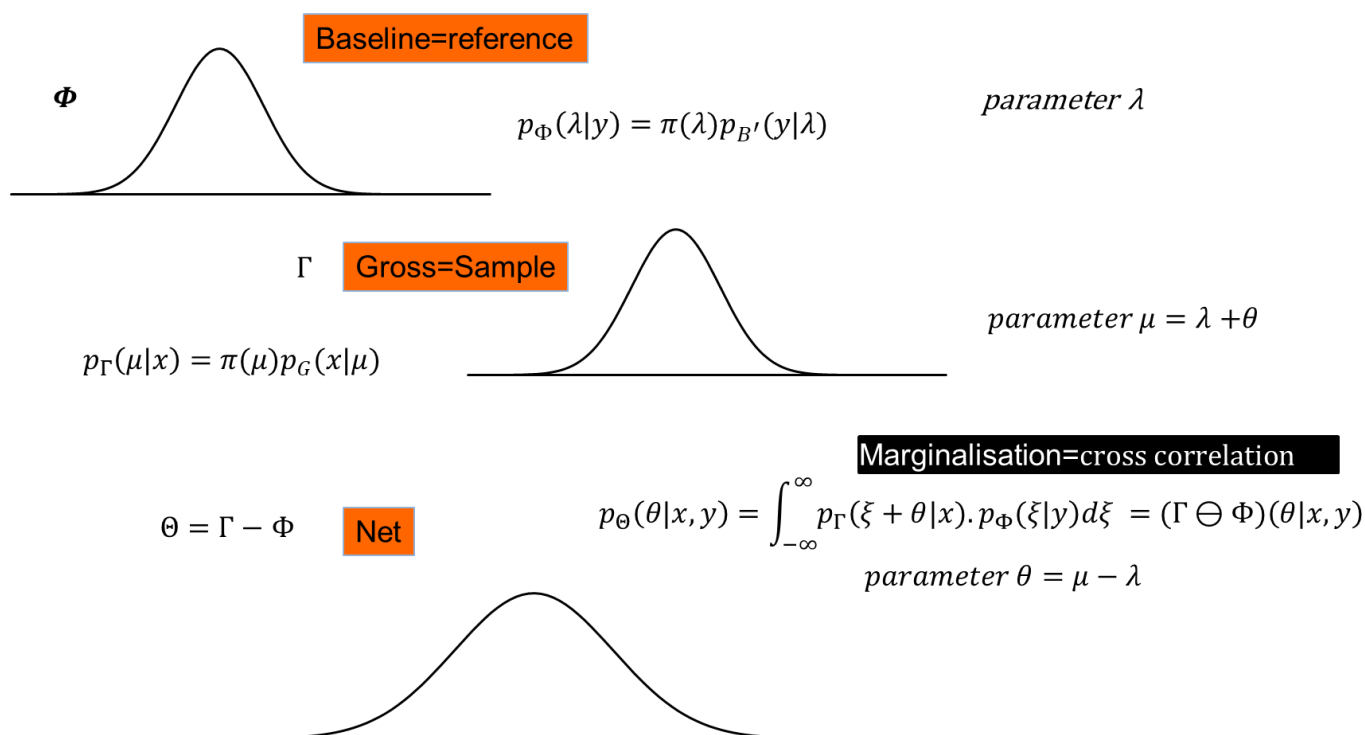 Baseline=reference
Φ
p_Φ(λ|y) = π(λ)p_B′(y|λ)
parameter λ
Γ
Gross=Sample
parameter μ = λ +θ
p_Γ(μ|x) = π(μ)p_G(x|μ)
Marginalisation=cross correlation
Θ = Γ − Φ
Net
p_Θ(θ|x, y) = ∫_{−∞}^{∞} p_Γ(ξ + θ|x). p_Φ(ξ|y)dξ = (Γ ⊖ Φ)(θ|x, y)
parameter θ = μ − λ